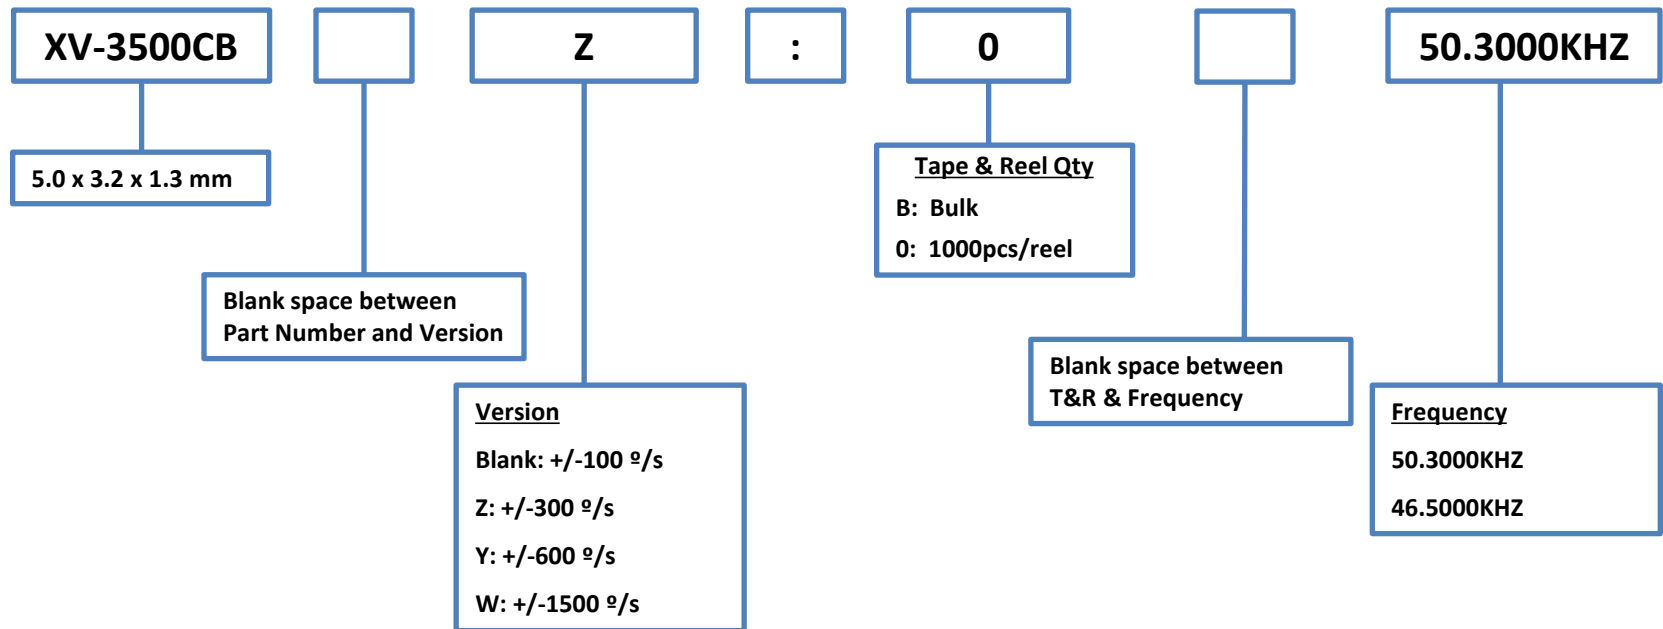 XV-3500CB Z : 0 50.3000KHZ
5.0 x 3.2 x 1.3 mm
Tape & Reel Qty
B: Bulk
0: 1000pcs/reel
Blank space between
Part Number and Version
Blank space between
T&R & Frequency
Version
Blank: +/-100 º/s
Z: +/-300 º/s
Y: +/-600 º/s
W: +/-1500 º/s
Frequency
50.3000KHZ
46.5000KHZ